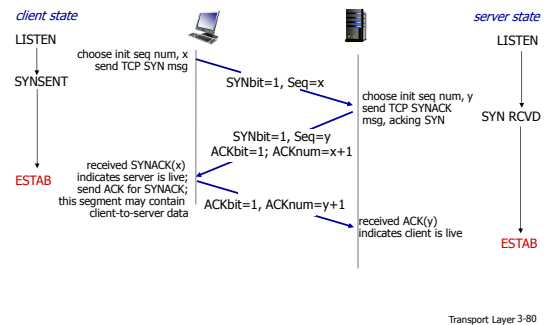 client state
server state
LISTEN
LISTEN
choose init seq num, x
send TCP SYN msg
SYNSENT
SYNbit=1, Seq=x
choose init seq num, y
send TCP SYNACK
msg, acking SYN
SYN RCVD
SYNbit=1, Seq=y
ACKbit=1; ACKnum=x+1
received SYNACK(x)
indicates server is live;
send ACK for SYNACK;
this segment may contain
client-to-server data
ESTAB
ACKbit=1, ACKnum=y+1
received ACK(y)
indicates client is live
ESTAB
Transport Layer 3-80